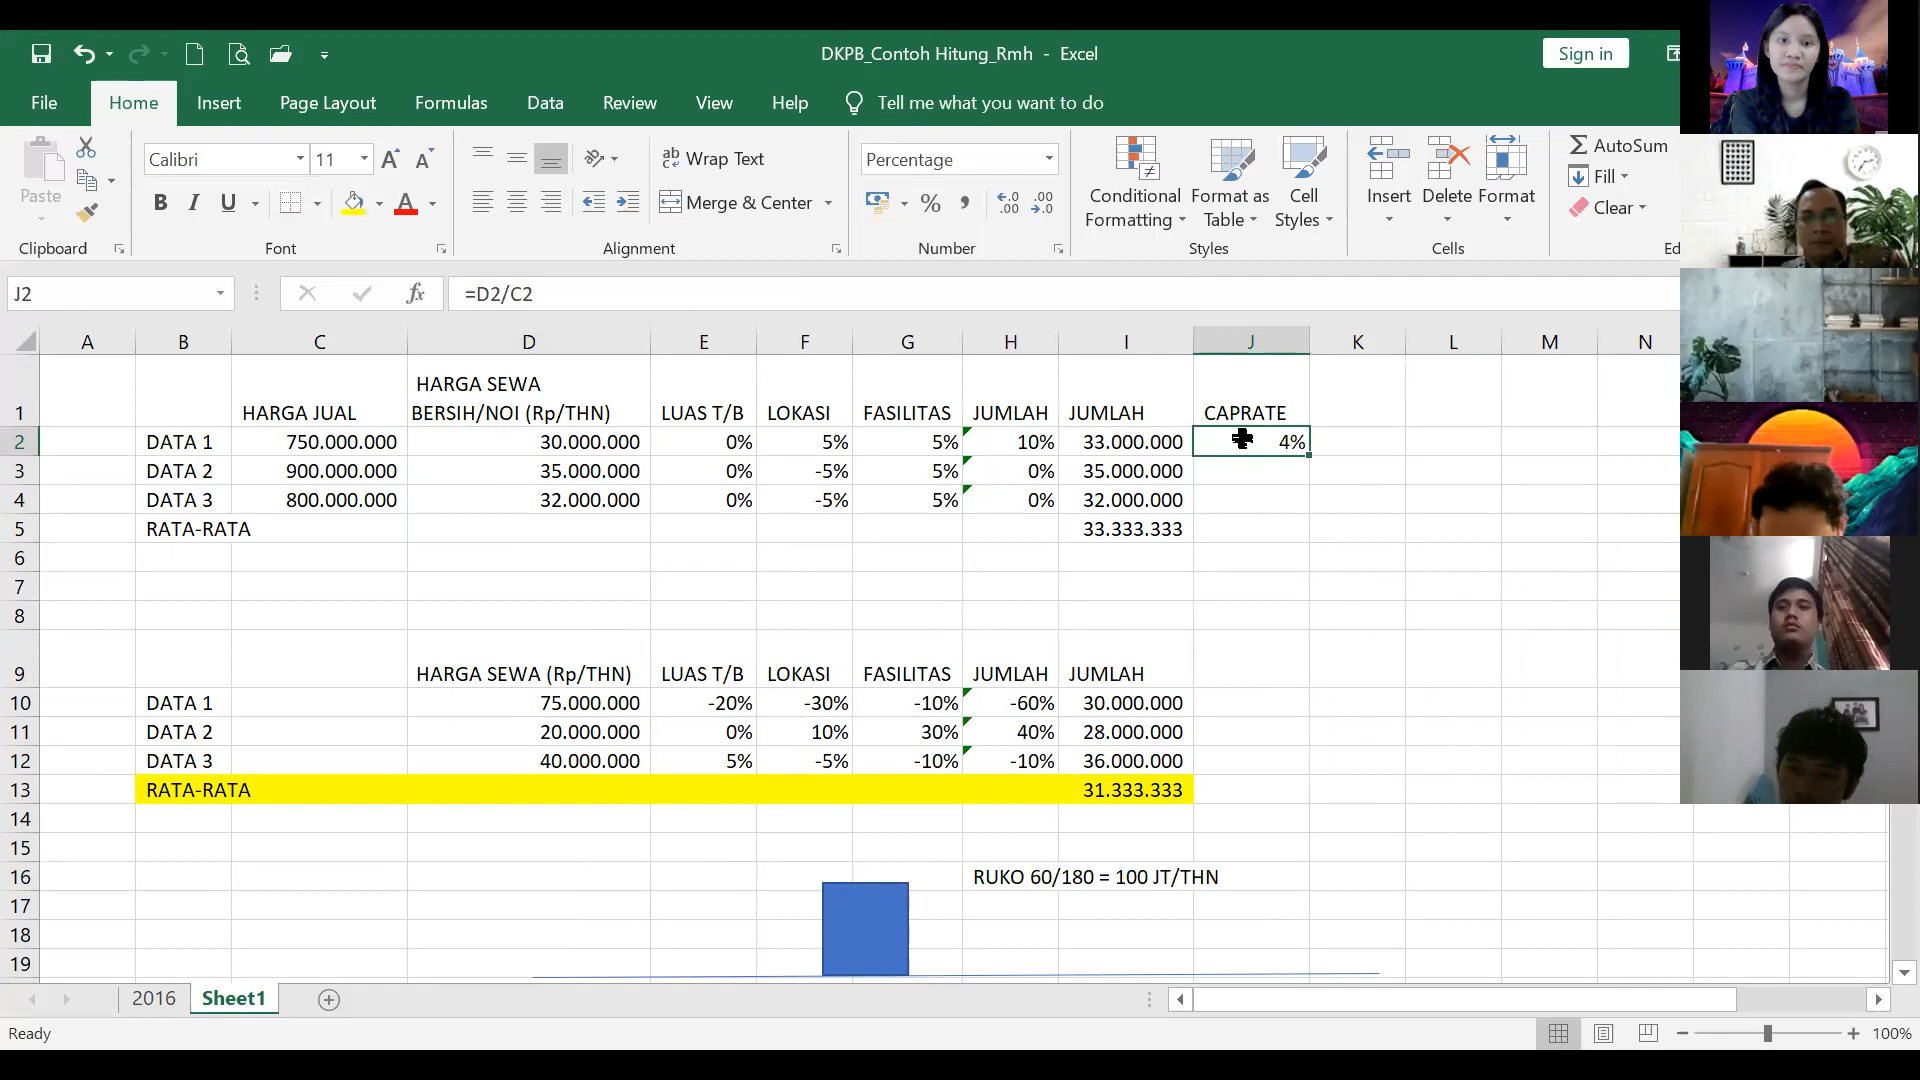 DKPB_Contoh Hitung_Rmh - Excel
Sign in
File Home Insert Page Layout Formulas Data Review View Help Tell me what you want to do
Paste
Calibri 11
B I U
Wrap Text
Merge & Center
Percentage
Conditional Formatting
Format as Table
Cell Styles
Insert Delete Format
AutoSum
Fill
Clear
Clipboard Font Alignment Number Styles Cells Ed
J2 fx =D2/C2
A B C D E F G H I J K L M N
1 HARGA JUAL HARGA SEWA BERSIH/NOI (Rp/THN) LUAS T/B LOKASI FASILITAS JUMLAH JUMLAH CAPRATE
2 DATA 1 750.000.000 30.000.000 0% 5% 5% 10% 33.000.000 4%
3 DATA 2 900.000.000 35.000.000 0% -5% 5% 0% 35.000.000
4 DATA 3 800.000.000 32.000.000 0% -5% 5% 0% 32.000.000
5 RATA-RATA 33.333.333
6
7
8
9 HARGA SEWA (Rp/THN) LUAS T/B LOKASI FASILITAS JUMLAH JUMLAH
10 DATA 1 75.000.000 -20% -30% -10% -60% 30.000.000
11 DATA 2 20.000.000 0% 10% 30% 40% 28.000.000
12 DATA 3 40.000.000 5% -5% -10% -10% 36.000.000
13 RATA-RATA 31.333.333
14
15
16 RUKO 60/180 = 100 JT/THN
17
18
19
2016 Sheet1
Ready 100%